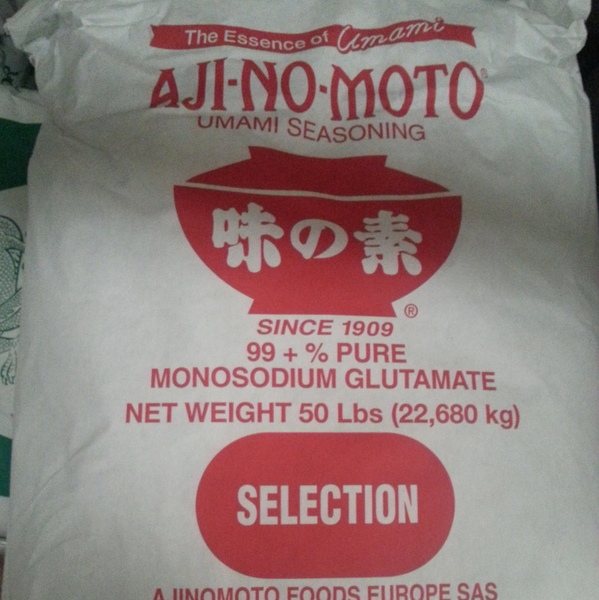 The Essence of Umami
AJI-NO-MOTO®
UMAMI SEASONING
味の素
®
SINCE 1909
99 + % PURE
MONOSODIUM GLUTAMATE
NET WEIGHT 50 Lbs (22,680 kg)
SELECTION
AJINOMOTO FOODS EUROPE SAS